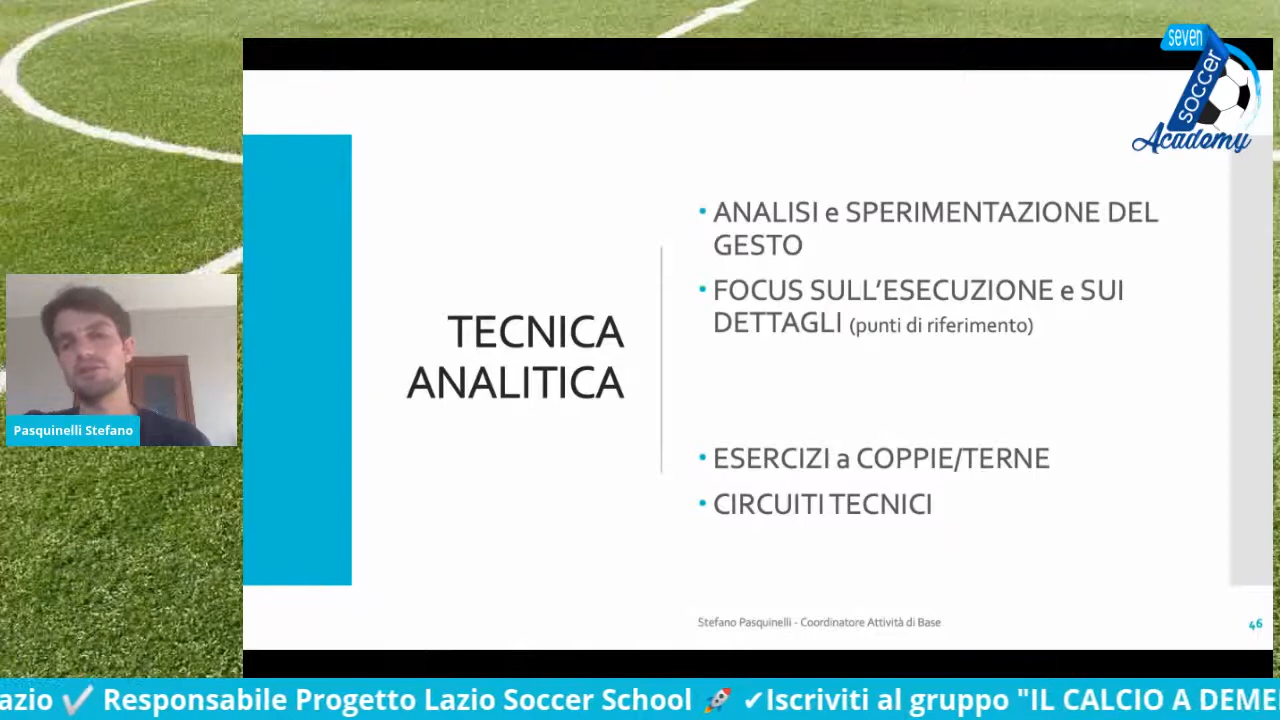 seven
SOCCER
Academy
• ANALISI e SPERIMENTAZIONE DEL
GESTO
• FOCUS SULL'ESECUZIONE e SUI
DETTAGLI (punti di riferimento)
TECNICA
ANALITICA
• ESERCIZI a COPPIE/TERNE
• CIRCUITI TECNICI
Pasquinelli Stefano
Stefano Pasquinelli - Coordinatore Attività di Base
46
azio ✔ Responsabile Progetto Lazio Soccer School 🚀 ✔Iscriviti al gruppo "IL CALCIO A DEME